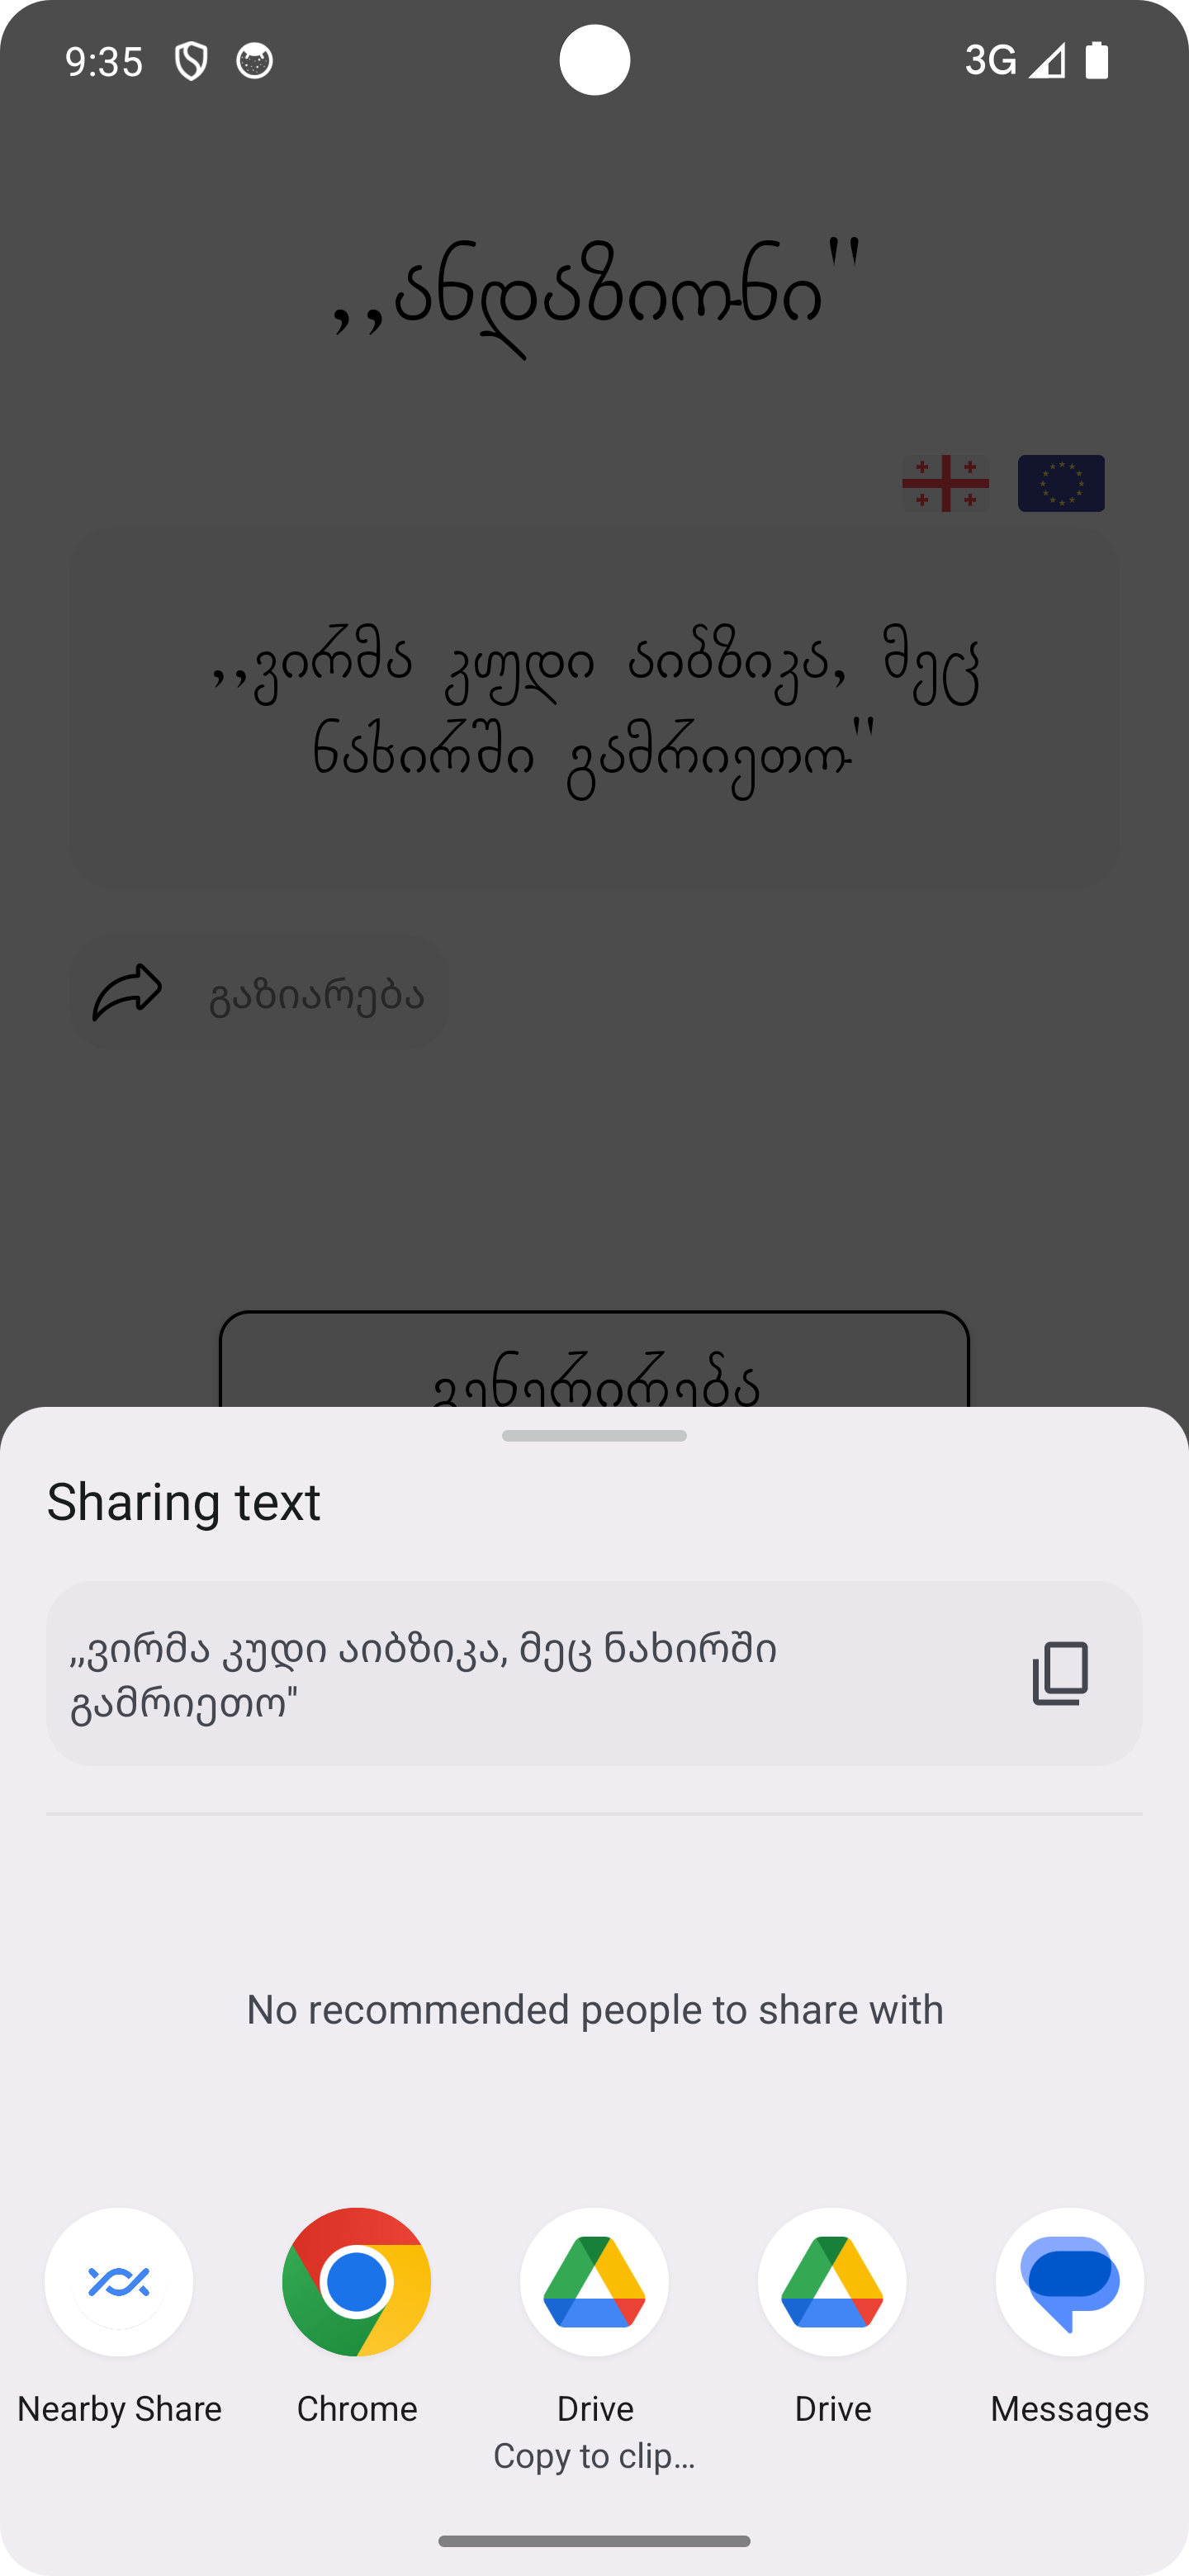 9:35
3G
,,ანდაზიონი"
,,ვირმა კუდი აიბზიკა, მეც
ნახირში გამრიეთო"
გაზიარება
გენერირება
Sharing text
,,ვირმა კუდი აიბზიკა, მეც ნახირში
გამრიეთო"
No recommended people to share with
Nearby Share
Chrome
Drive
Drive
Messages
Copy to clip...